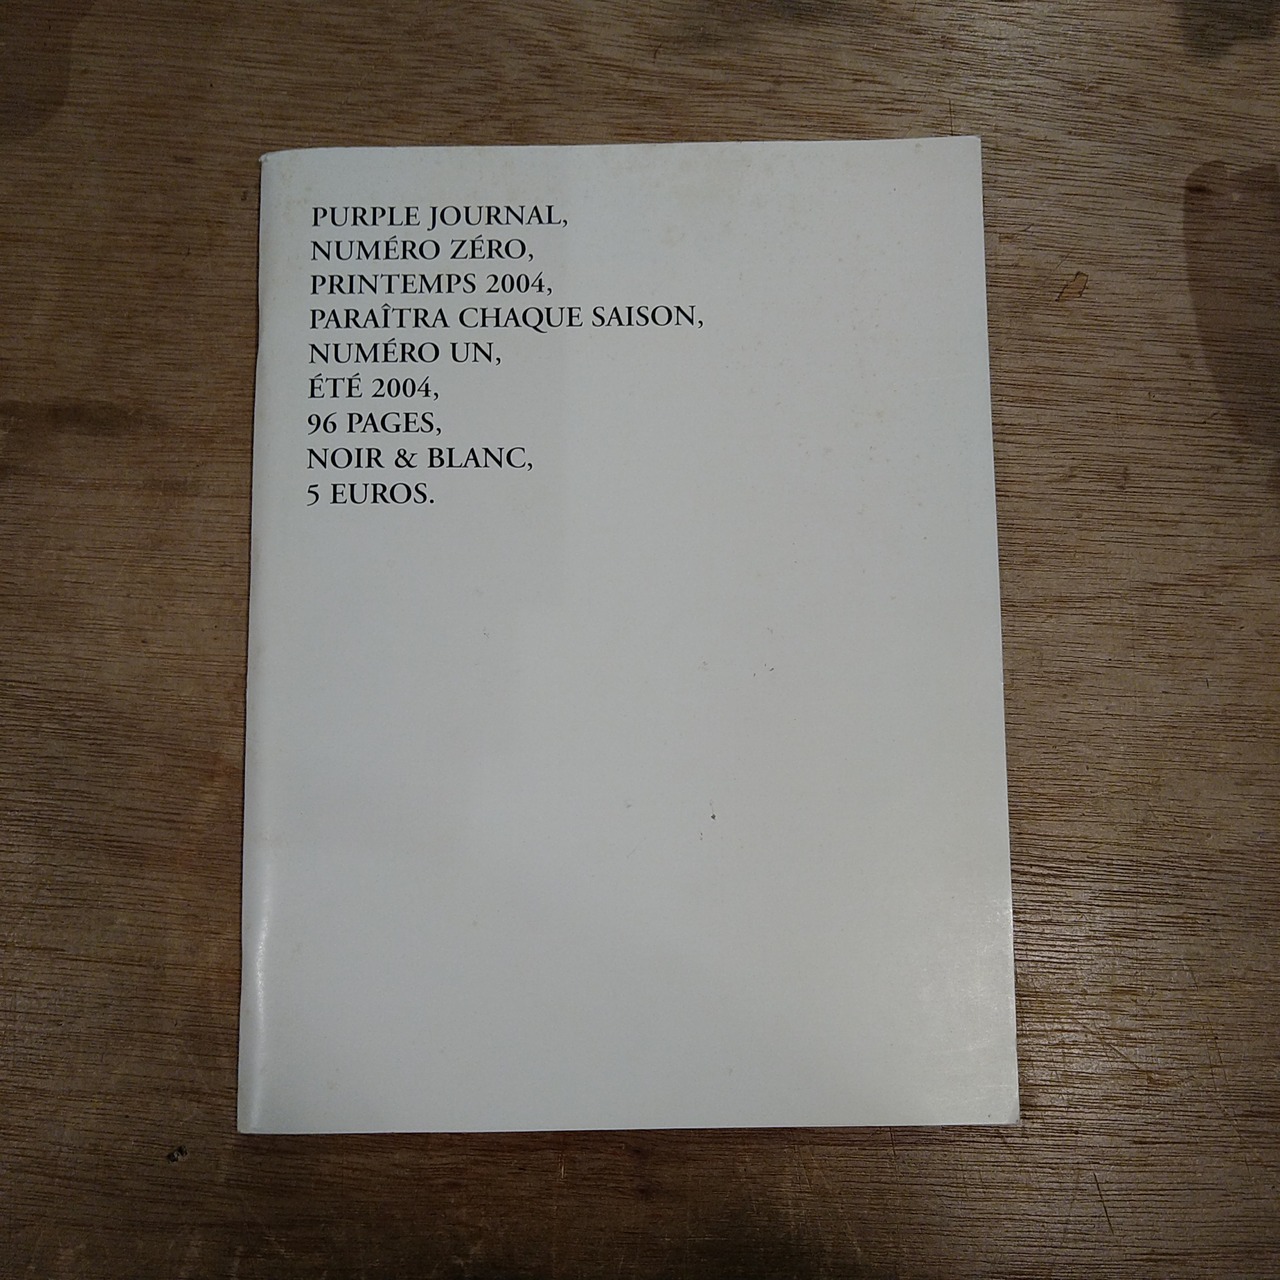 PURPLE JOURNAL,
NUMÉRO ZÉRO,
PRINTEMPS 2004,
PARAÎTRA CHAQUE SAISON,
NUMÉRO UN,
ÉTÉ 2004,
96 PAGES,
NOIR & BLANC,
5 EUROS.